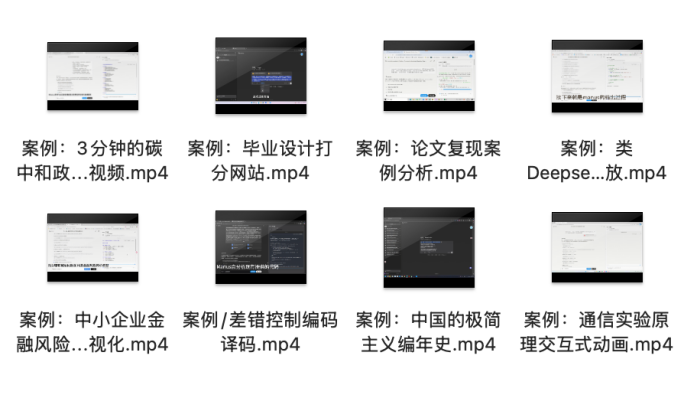 案例：3分钟的碳
中和政...视频.mp4
案例：毕业设计打
分网站.mp4
案例：论文复现案
例分析.mp4
案例：类
Deepse...放.mp4
案例：中小企业金
融风险...视化.mp4
案例/差错控制编码
译码.mp4
案例：中国的极简
主义编年史.mp4
案例：通信实验原
理交互式动画.mp4